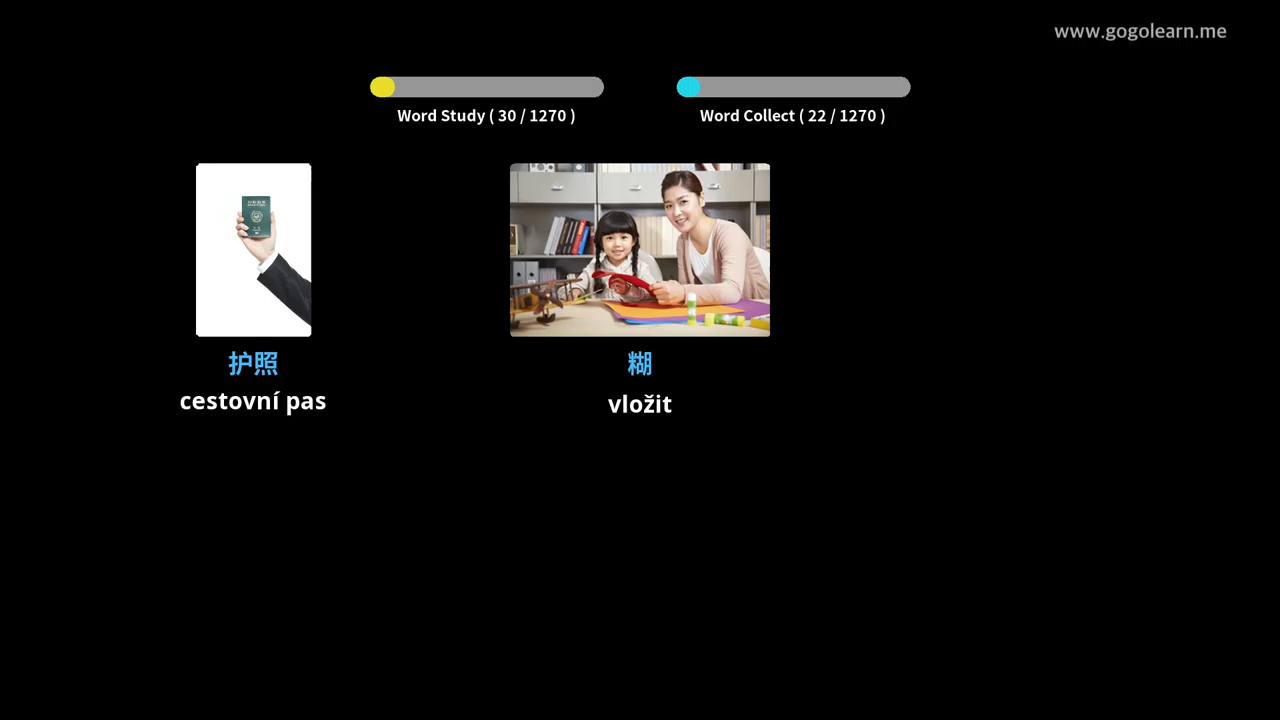 www.gogolearn.me
Word Study ( 30 / 1270 )
Word Collect ( 22 / 1270 )
护照
糊
cestovní pas
vložit